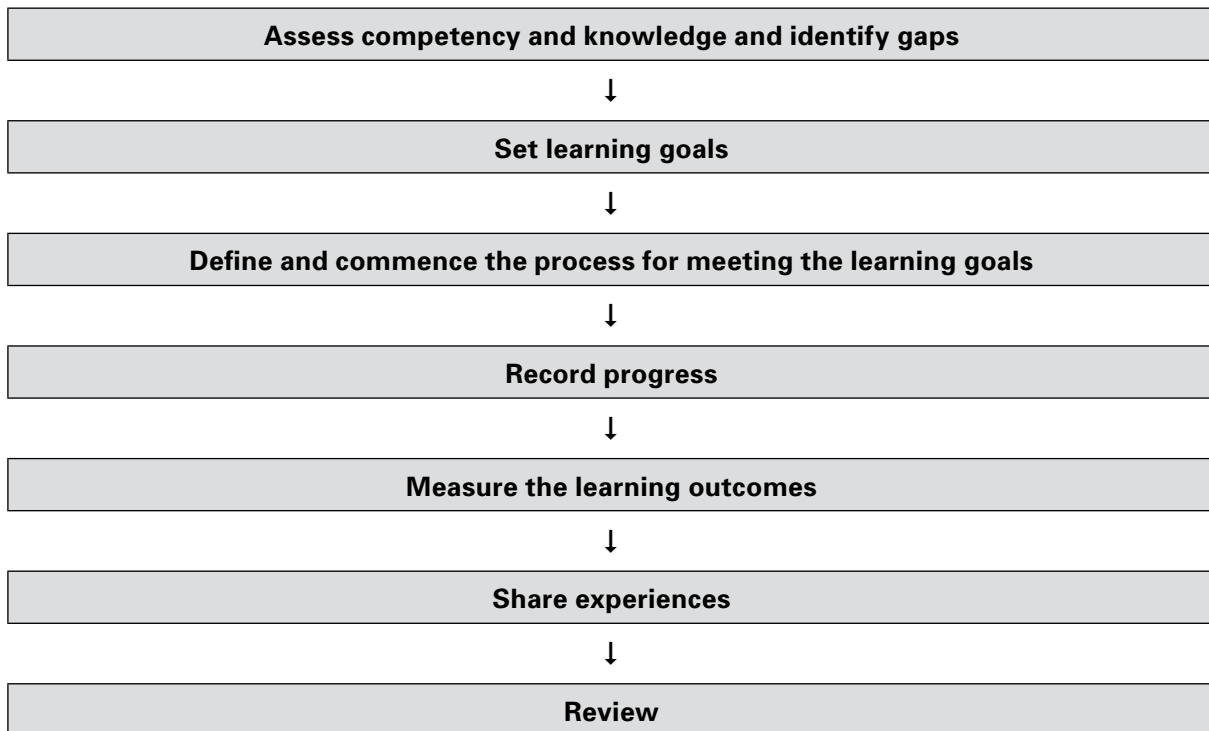 Assess competency and knowledge and identify gaps
↓
Set learning goals
↓
Define and commence the process for meeting the learning goals
↓
Record progress
↓
Measure the learning outcomes
↓
Share experiences
↓
Review